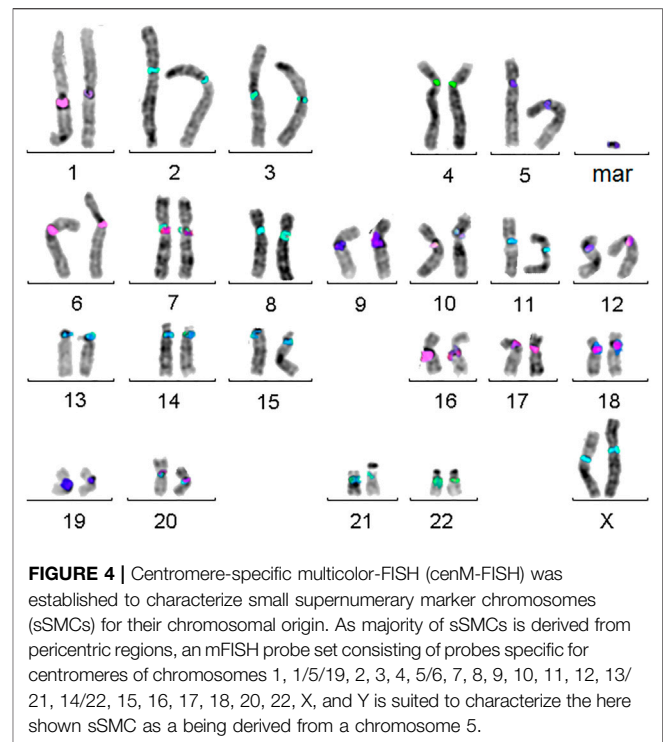 1 2 3 4 5 mar
6 7 8 9 10 11 12
13 14 15 16 17 18
19 20 21 22 X
FIGURE 4 | Centromere-specific multicolor-FISH (cenM-FISH) was
established to characterize small supernumerary marker chromosomes
(sSMCs) for their chromosomal origin. As majority of sSMCs is derived from
pericentric regions, an mFISH probe set consisting of probes specific for
centromeres of chromosomes 1, 1/5/19, 2, 3, 4, 5/6, 7, 8, 9, 10, 11, 12, 13/
21, 14/22, 15, 16, 17, 18, 20, 22, X, and Y is suited to characterize the here
shown sSMC as a being derived from a chromosome 5.